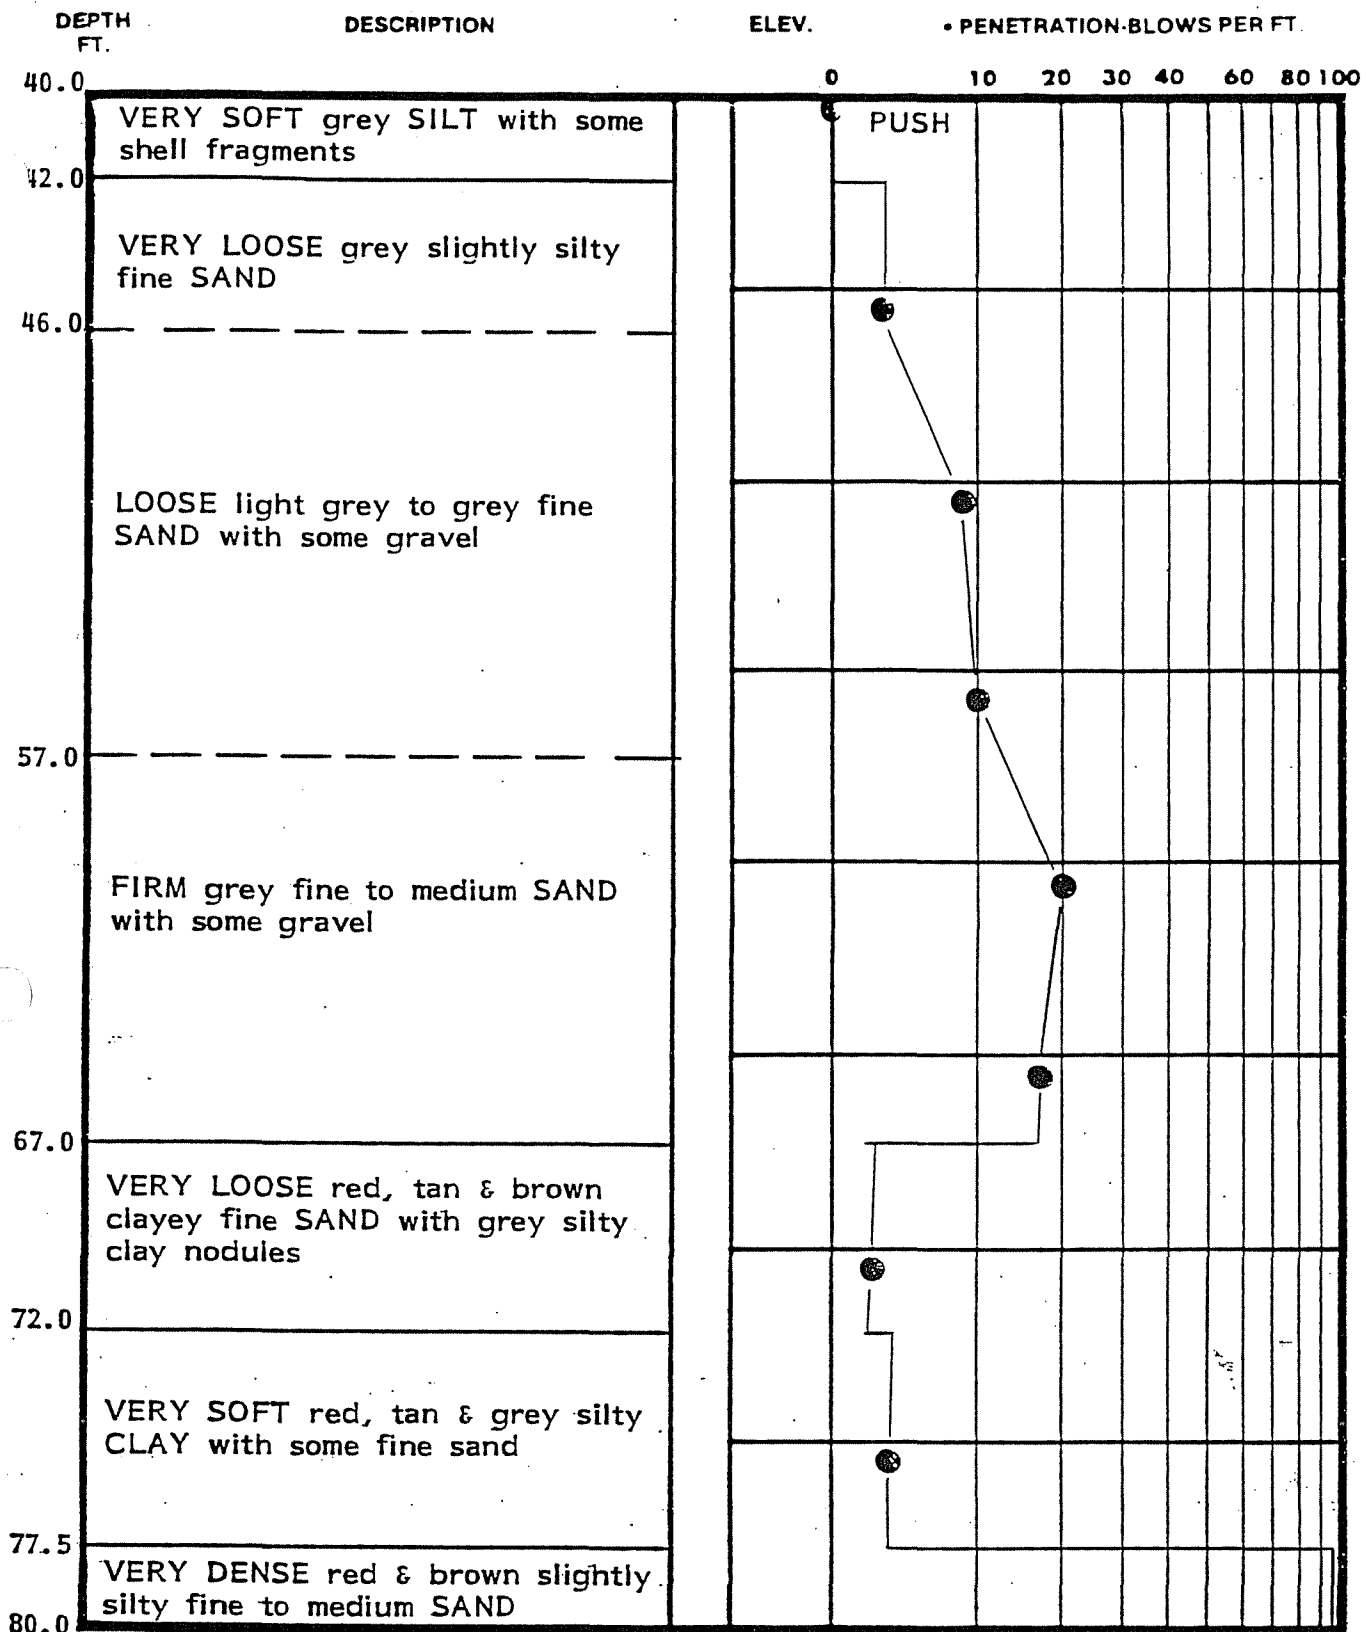 DEPTH FT. DESCRIPTION ELEV. • PENETRATION-BLOWS PER FT.
0 10 20 30 40 60 80 100
40.0
VERY SOFT grey SILT with some
shell fragments
PUSH
42.0
VERY LOOSE grey slightly silty
fine SAND
46.0
LOOSE light grey to grey fine
SAND with some gravel
57.0
FIRM grey fine to medium SAND
with some gravel
67.0
VERY LOOSE red, tan & brown
clayey fine SAND with grey silty
clay nodules
72.0
VERY SOFT red, tan & grey silty
CLAY with some fine sand
77.5
VERY DENSE red & brown slightly
silty fine to medium SAND
80.0